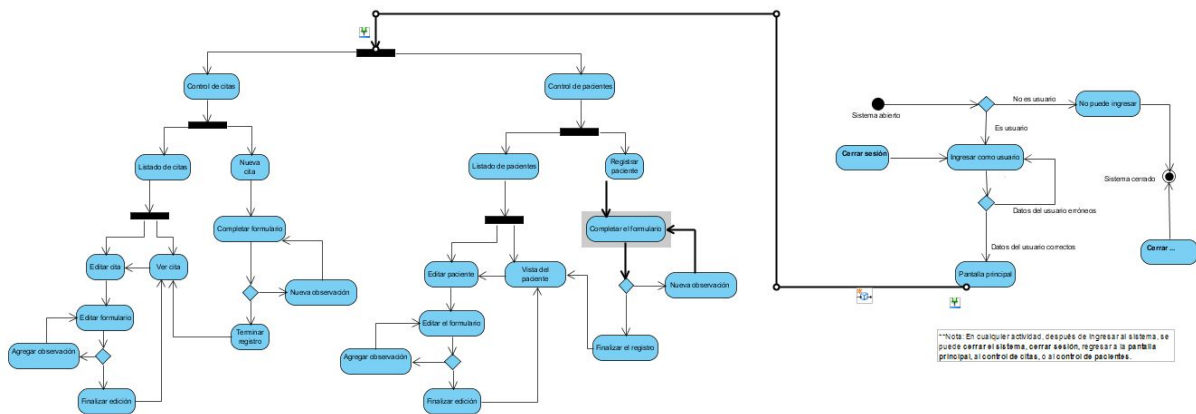 Control de citas
Control de pacientes
Listado de citas
Nueva
cita
Listado de pacientes
Registrar
paciente
Completar formulario
Completar el formulario
Editar cita
Ver cita
Nueva observación
Editar paciente
Vista del
paciente
Nueva observación
Editar formulario
Terminar
registro
Editar el formulario
Finalizar el registro
Agregar observación
Agregar observación
Finalizar edición
Finalizar edición
Sistema abierto
No es usuario
No puede ingresar
Es usuario
Cerrar sesión
Ingresar como usuario
Sistema cerrado
Datos del usuario erróneos
Datos del usuario correctos
Cerrar ...
Pantalla principal
**Nota: En cualquier actividad, después de ingresar al sistema, se
puede cerrar el sistema, cerrar sesión, regresar a la pantalla
principal, al control de citas, o al control de pacientes.